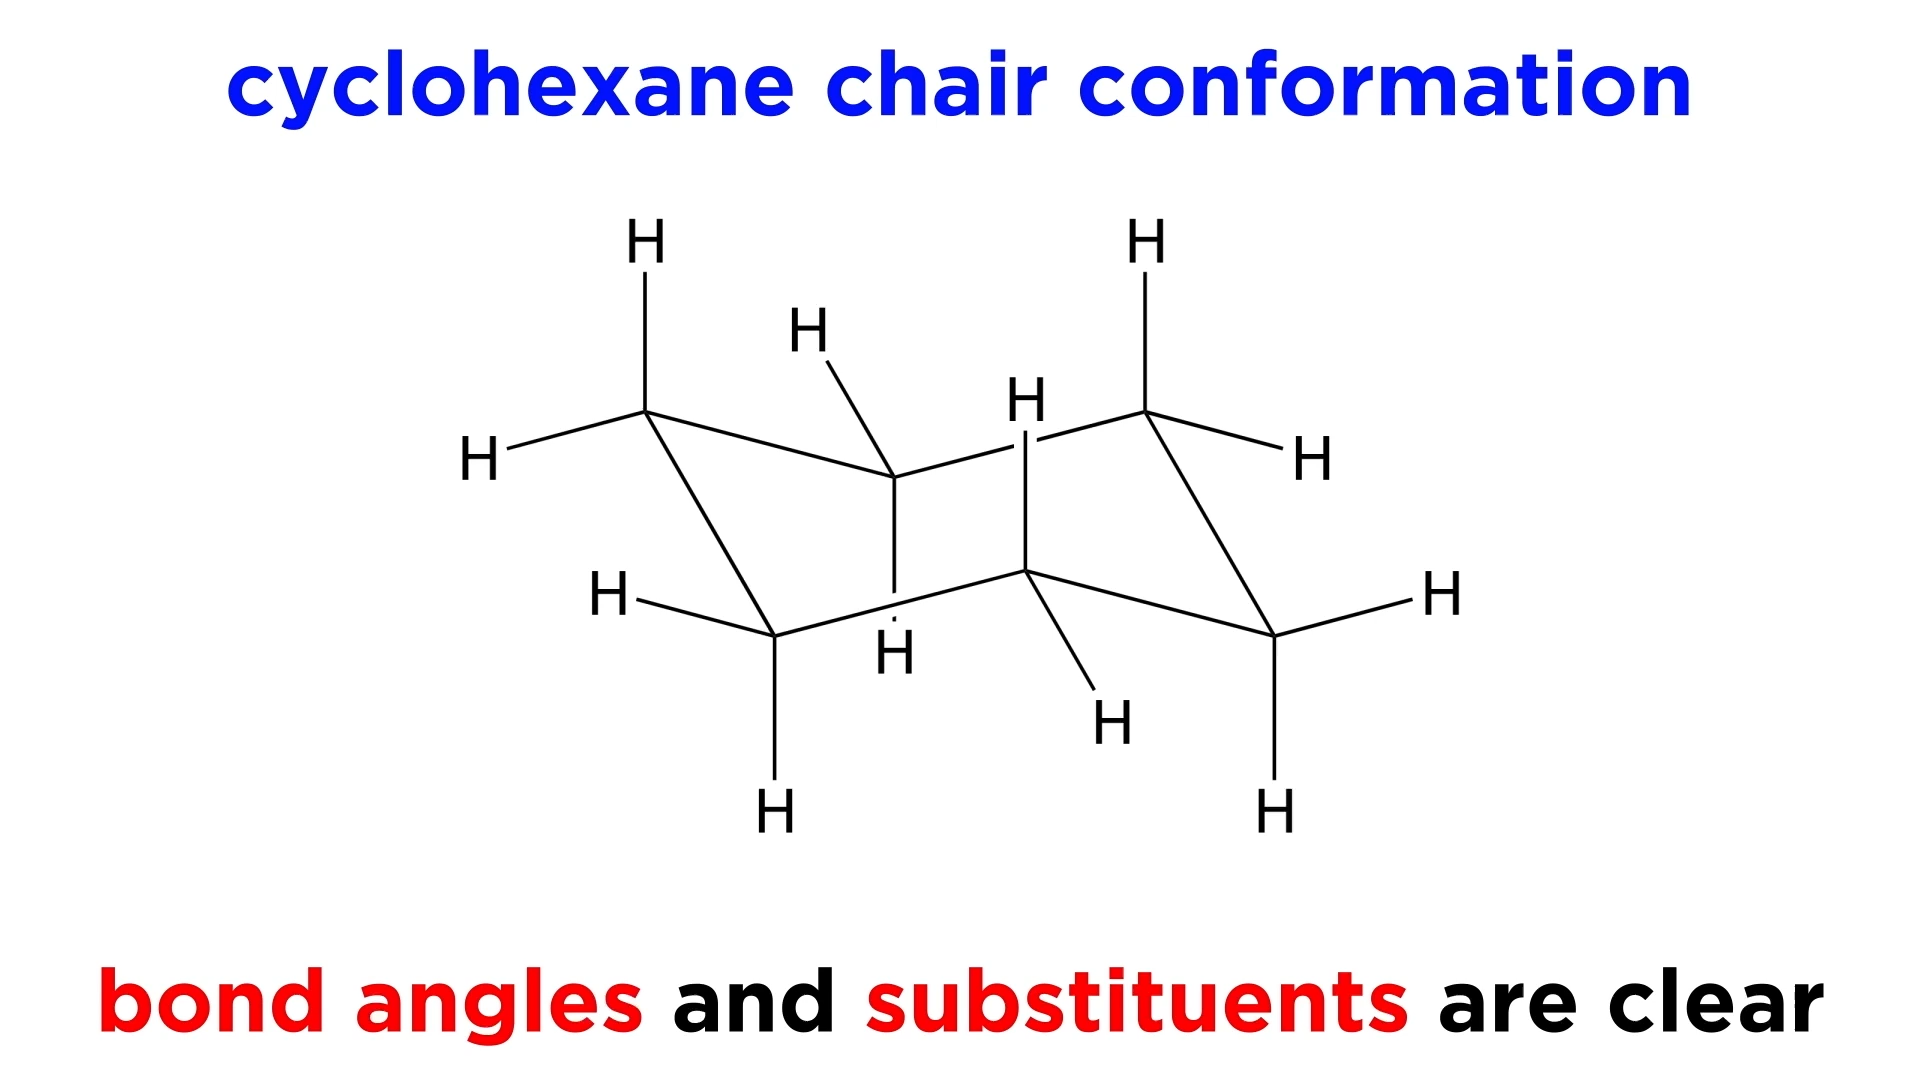 cyclohexane chair conformation
H H
H
H
H H
H H
H
H
H H
bond angles and substituents are clear